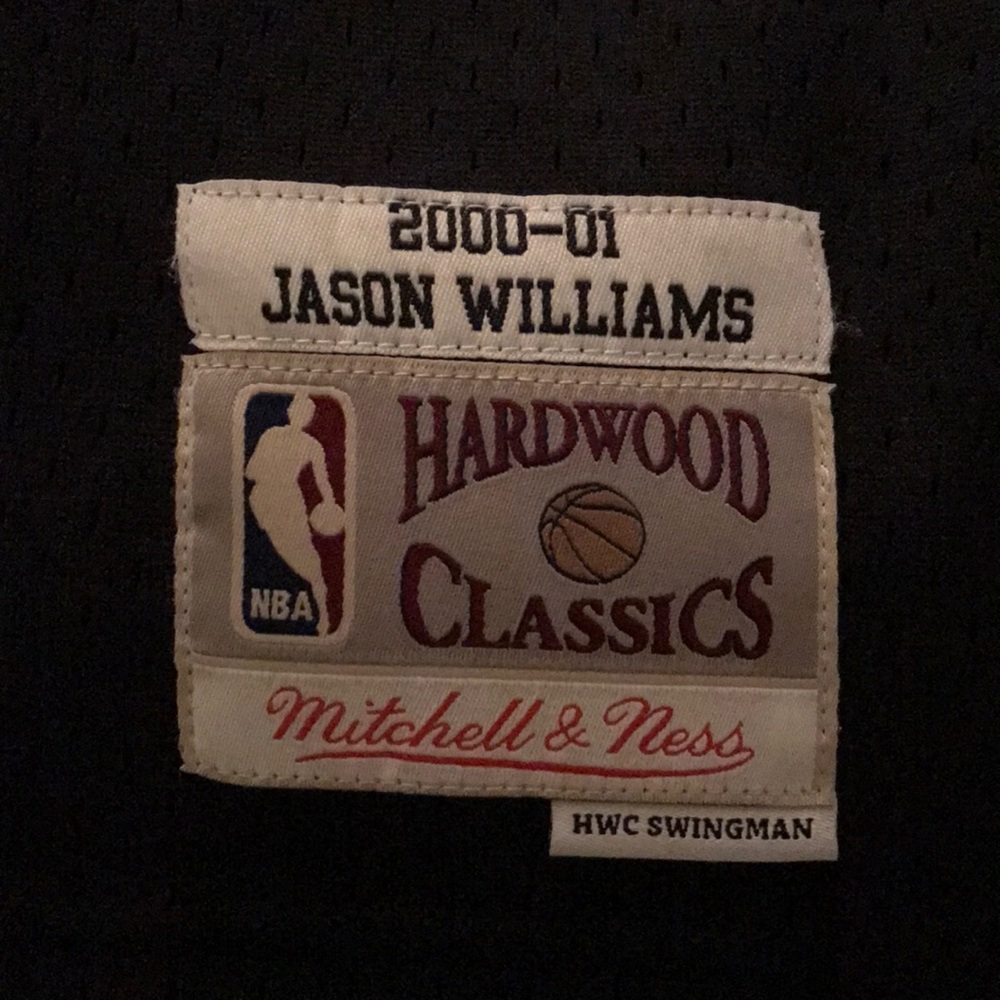 2000-01
JASON WILLIAMS
HARDWOOD
CLASSICS
NBA
Mitchell & Ness
HWC SWINGMAN